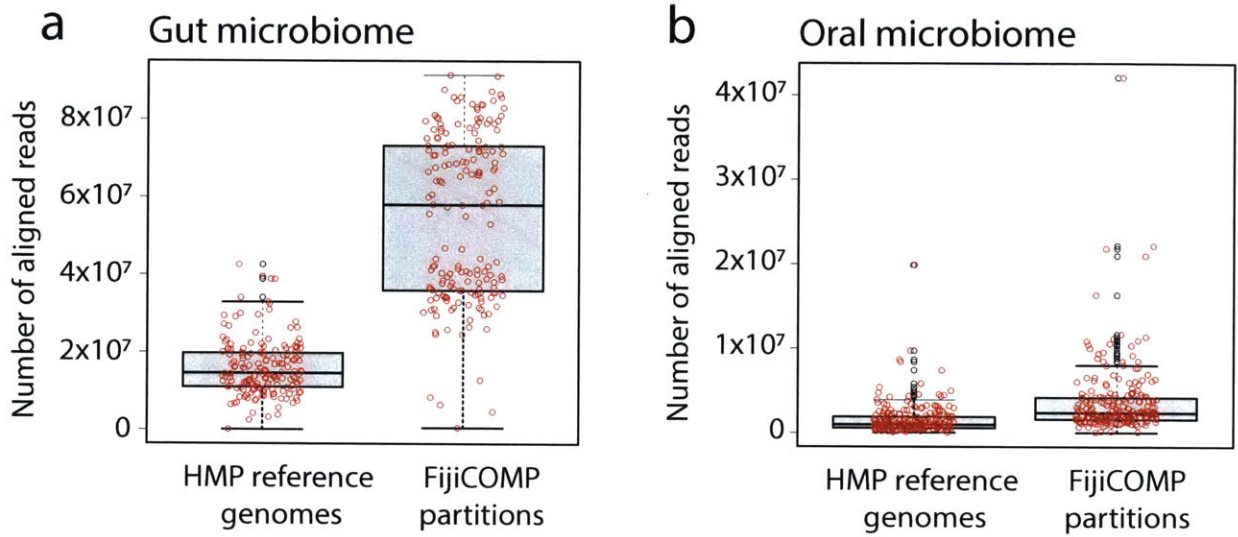 a Gut microbiome
Number of aligned reads
8x10⁷
6x10⁷
4x10⁷
2x10⁷
0
HMP reference
genomes
FijiCOMP
partitions
b Oral microbiome
Number of aligned reads
4x10⁷
3x10⁷
2x10⁷
1x10⁷
0
HMP reference
genomes
FijiCOMP
partitions